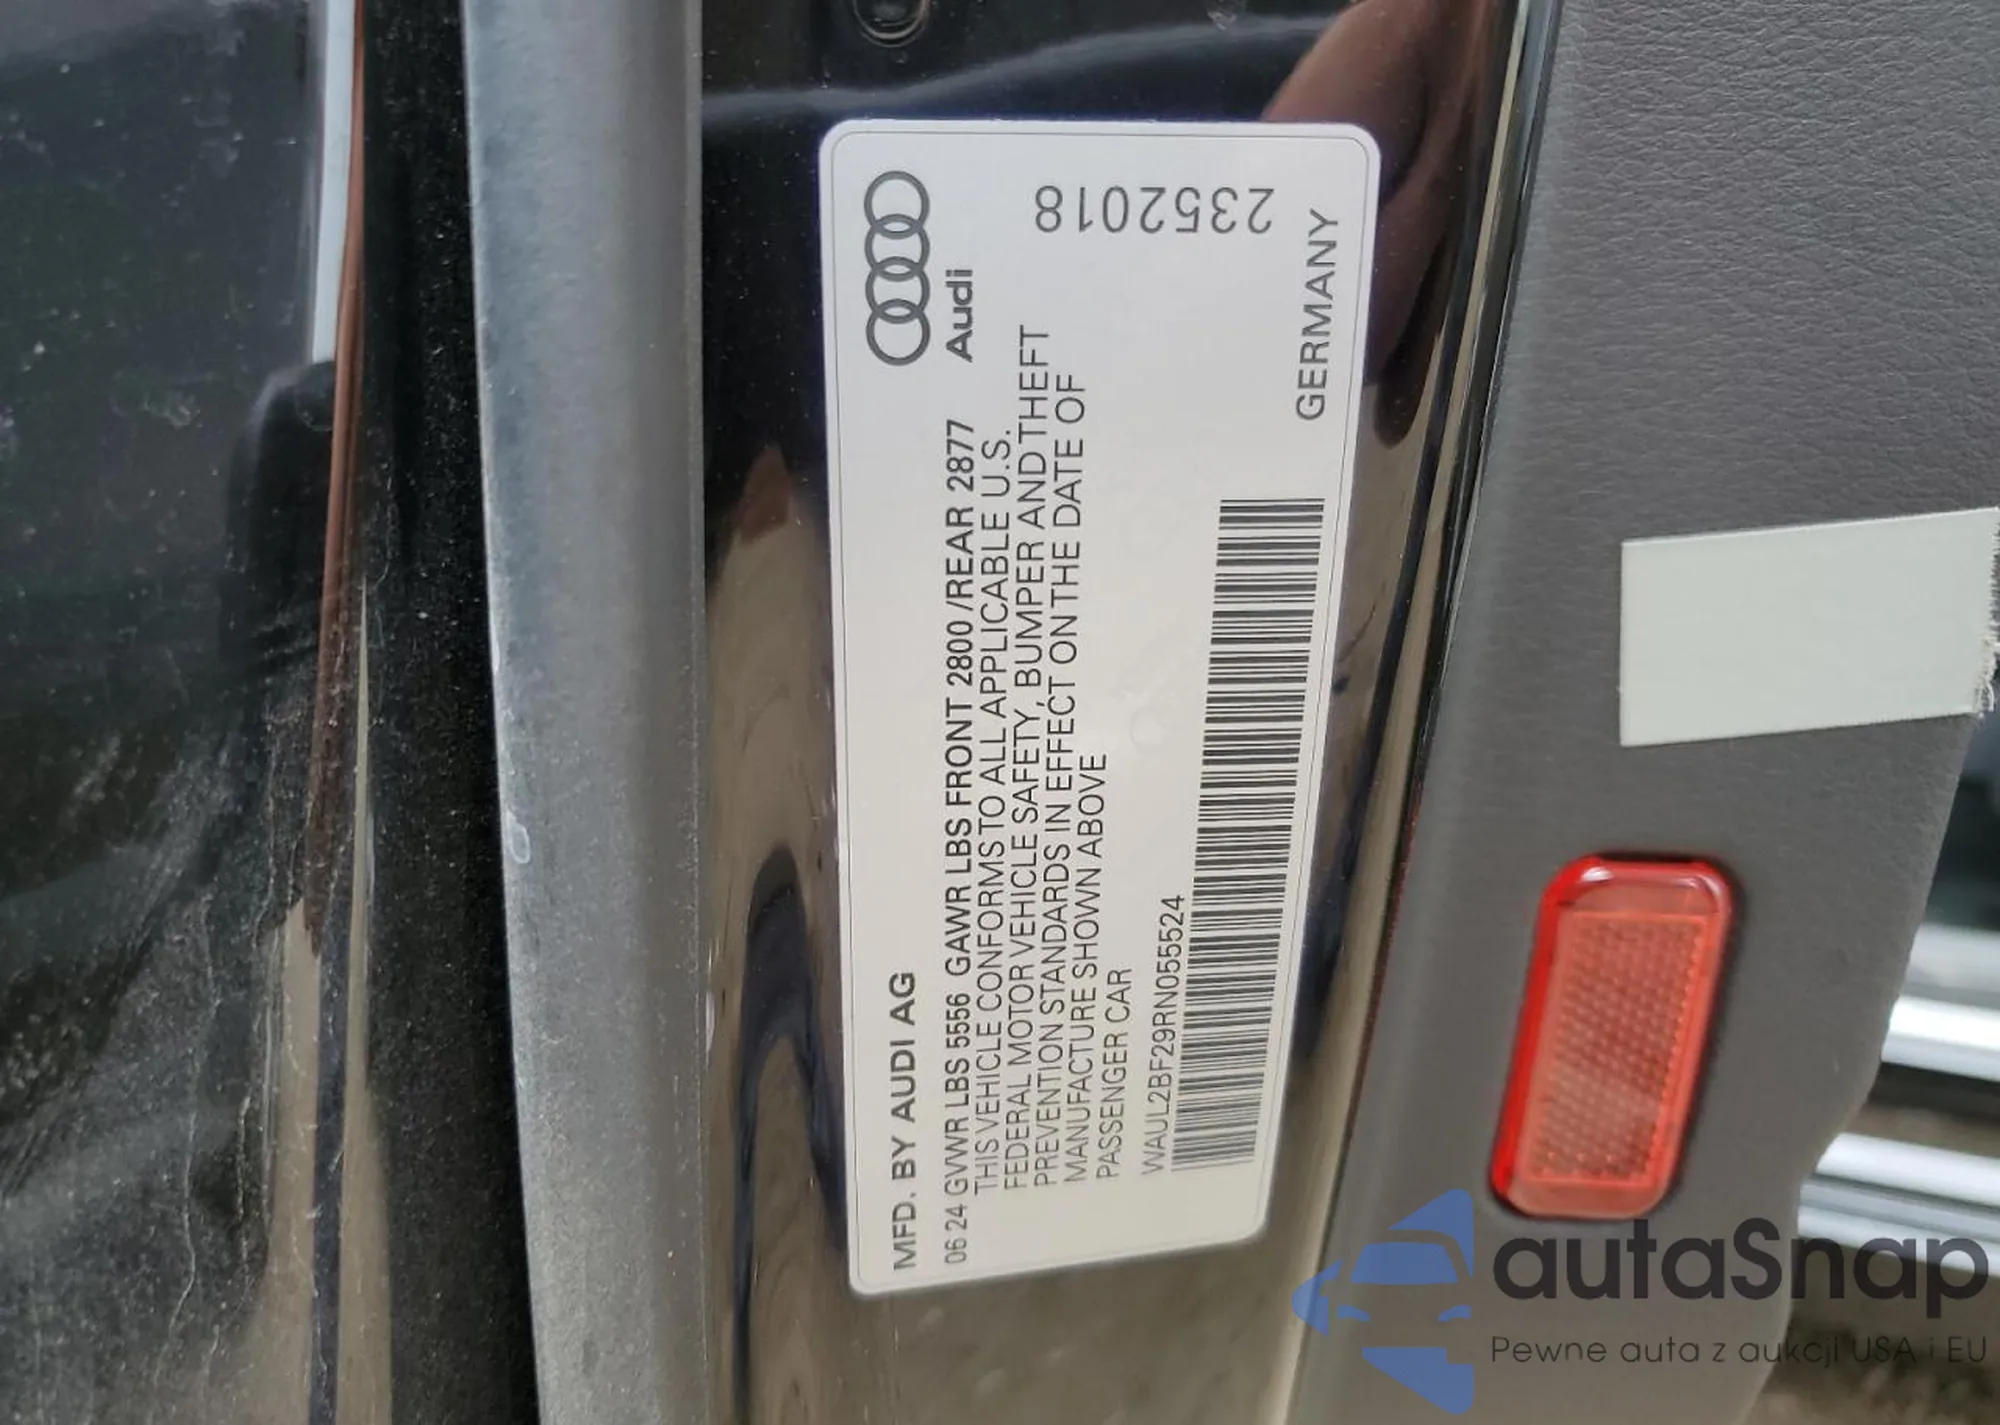 Audi
MFD. BY AUDI AG
06 24 GVWR LBS 5556 GAWR LBS FRONT 2800 /REAR 2877
THIS VEHICLE CONFORMS TO ALL APPLICABLE U.S.
FEDERAL MOTOR VEHICLE SAFETY, BUMPER AND THEFT
PREVENTION STANDARDS IN EFFECT ON THE DATE OF
MANUFACTURE SHOWN ABOVE
PASSENGER CAR
WAUL2BF29RN055524
2352018
GERMANY
autaSnap
Pewne auta z aukcji USA i EU